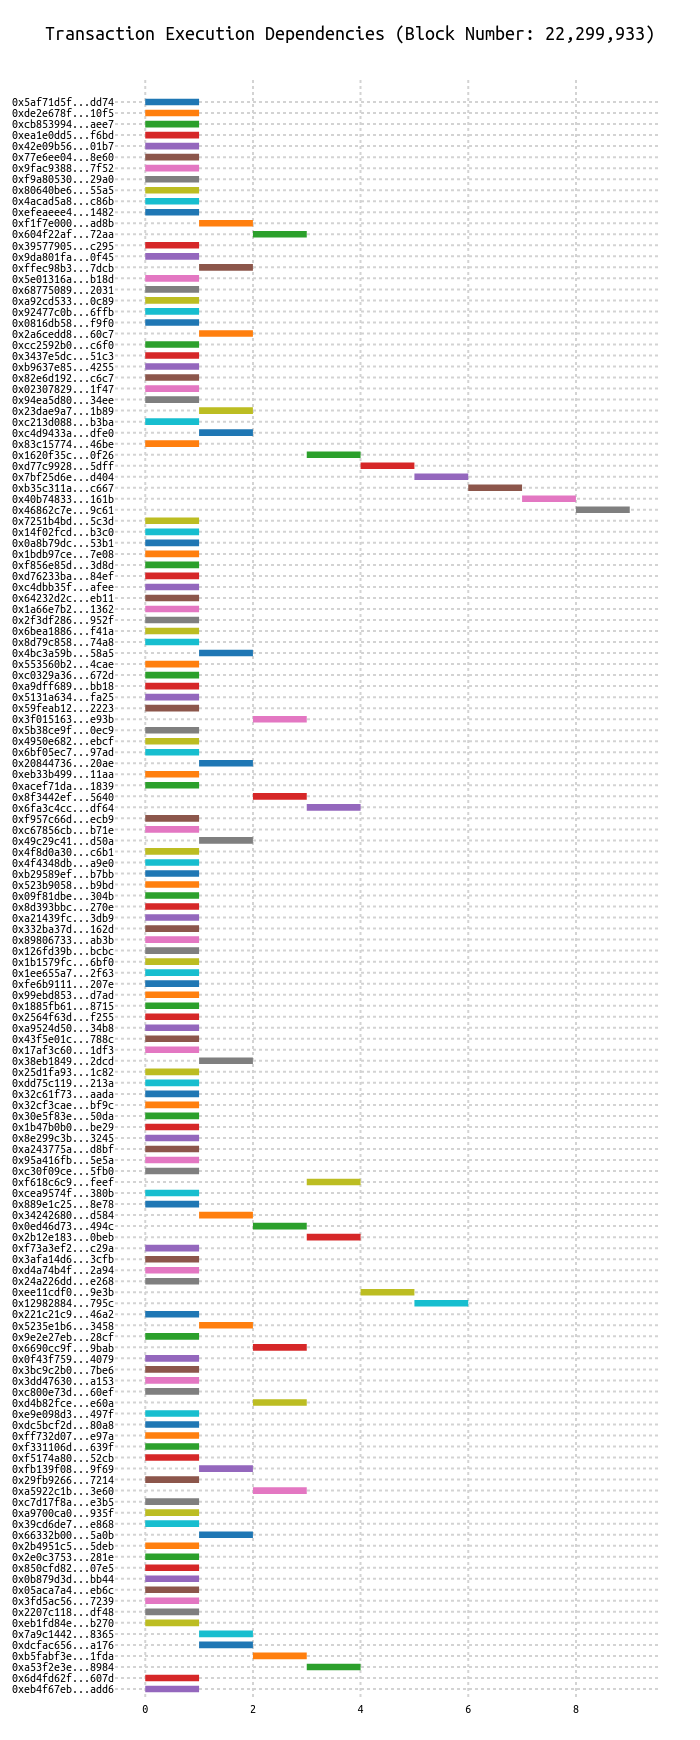 Transaction Execution Dependencies (Block Number: 22,299,933)
0x5af71d5f...dd74
0xde2e678f...10f5
0xcb853994...aee7
0xea1e0dd5...f6bd
0x42e09b56...01b7
0x77e6ee04...8e60
0x9fac9388...7f52
0xf9a80530...29a0
0x80640be6...55a5
0x4acad5a8...c86b
0xefeaeee4...1482
0xf1f7e000...ad8b
0x604f22af...72aa
0x39577905...c295
0x9da801fa...0f45
0xffec98b3...7dcb
0x5e01316a...b18d
0x68775089...2031
0xa92cd533...0c89
0x92477c0b...6ffb
0x0816db58...f9f0
0x2a6cedd8...60c7
0xcc2592b0...c6f0
0x3437e5dc...51c3
0xb9637e85...4255
0x82e6d192...c6c7
0x02307829...1f47
0x94ea5d80...34ee
0x23dae9a7...1b89
0xc213d088...b3ba
0xc4d9433a...dfe0
0x83c15774...46be
0x1620f35c...0f26
0xd77c9928...5dff
0x7bf25d6e...d404
0xb35c311a...c667
0x40b74833...161b
0x46862c7e...9c61
0x7251b4bd...5c3d
0x14f02fcd...b3c0
0x0a8b79dc...53b1
0x1bdb97ce...7e08
0xf856e85d...3d8d
0xd76233ba...84ef
0xc4dbb35f...afee
0x64232d2c...eb11
0x1a66e7b2...1362
0x2f3df286...952f
0x6bea1886...f41a
0x8d79c858...74a8
0x4bc3a59b...58a5
0x553560b2...4cae
0xc0329a36...672d
0xa9dff689...bb18
0x5131a634...fa25
0x59feab12...2223
0x3f015163...e93b
0x5b38ce9f...0ec9
0x4950e682...ebcf
0x6bf05ec7...97ad
0x20844736...20ae
0xeb33b499...11aa
0xacef71da...1839
0x8f3442ef...5640
0x6fa3c4cc...df64
0xf957c66d...ecb9
0xc67856cb...b71e
0x49c29c41...d50a
0x4f8d0a30...c6b1
0x4f4348db...a9e0
0xb29589ef...b7bb
0x523b9058...b9bd
0x09f81dbe...304b
0x8d393bbc...270e
0xa21439fc...3db9
0x332ba37d...162d
0x89806733...ab3b
0x126fd39b...bcbc
0x1b1579fc...6bf0
0x1ee655a7...2f63
0xfe6b9111...207e
0x99ebd853...d7ad
0x1885fb61...8715
0x2564f63d...f255
0xa9524d50...34b8
0x43f5e01c...788c
0x17af3c60...1df3
0x38eb1849...2dcd
0x25d1fa93...1c82
0xdd75c119...213a
0x32c61f73...aada
0x32cf3cae...bf9c
0x30e5f83e...50da
0x1b47b0b0...be29
0x8e299c3b...3245
0xa243775a...d8bf
0x95a416fb...5e5a
0xc30f09ce...5fb0
0xf618c6c9...feef
0xcea9574f...380b
0x889e1c25...8e78
0x34242680...d584
0x0ed46d73...494c
0x2b12e183...0beb
0xf73a3ef2...c29a
0x3afa14d6...3cfb
0xd4a74b4f...2a94
0x24a226dd...e268
0xee11cdf0...9e3b
0x12982884...795c
0x221c21c9...46a2
0x5235e1b6...3458
0x9e2e27eb...28cf
0x6690cc9f...9bab
0x0f43f759...4079
0x3bc9c2b0...7be6
0x3dd47630...a153
0xc800e73d...60ef
0xd4b82fce...e60a
0xe9e098d3...497f
0xdc5bcf2d...80a8
0xff732d07...e97a
0xf331106d...639f
0xf5174a80...52cb
0xfb139f08...9f69
0x29fb9266...7214
0xa5922c1b...3e60
0xc7d17f8a...e3b5
0xa9700ca0...935f
0x39cd6de7...e868
0x66332b00...5a0b
0x2b4951c5...5deb
0x2e0c3753...281e
0x850cfd82...07e5
0x0b879d3d...bb44
0x05aca7a4...eb6c
0x3fd5ac56...7239
0x2207c118...df48
0xeb1fd84e...b270
0x7a9c1442...8365
0xdcfac656...a176
0xb5fabf3e...1fda
0xa53f2e3e...8984
0x6d4fd62f...607d
0xeb4f67eb...add6
0 2 4 6 8